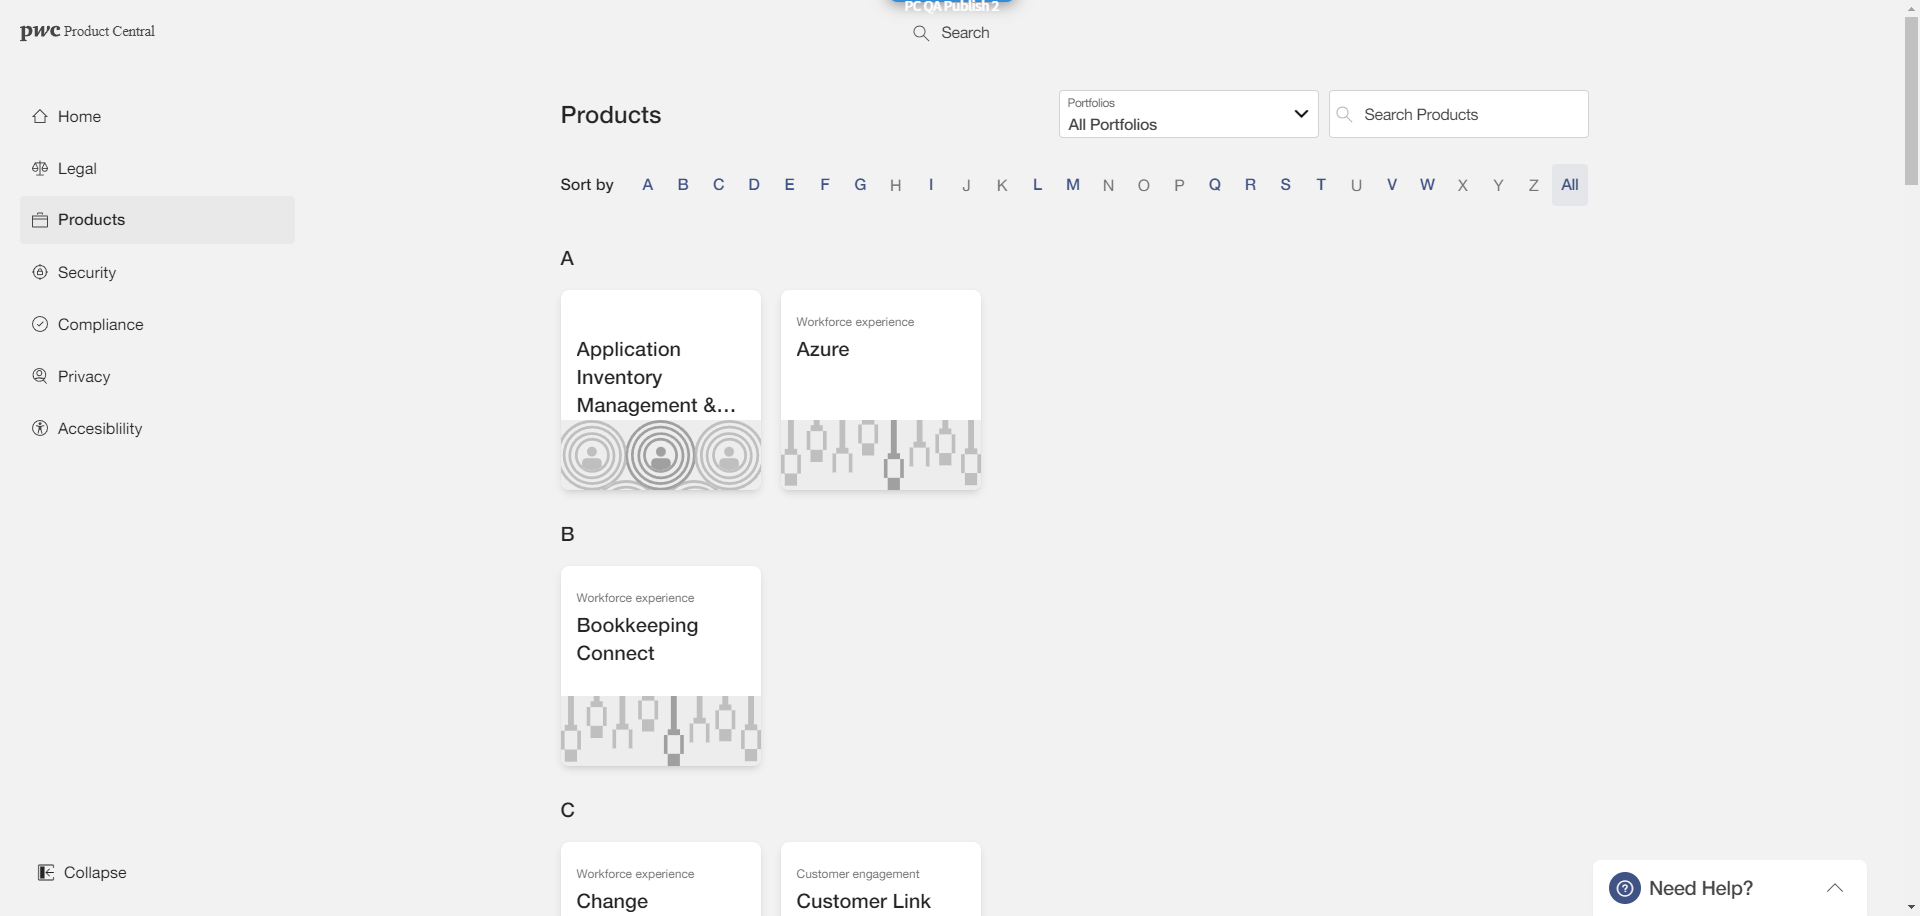 PC QA Publish 2
pwc Product Central
Search
Home
Legal
Products
Security
Compliance
Privacy
Accesiblility
Collapse
Products
Portfolios
All Portfolios
Search Products
Sort by A B C D E F G H I J K L M N O P Q R S T U V W X Y Z All
A
Application
Inventory
Management &...
Workforce experience
Azure
B
Workforce experience
Bookkeeping
Connect
C
Workforce experience
Change
Customer engagement
Customer Link
Need Help?